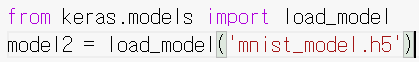 from keras.models import load_model
model2 = load_model('mnist_model.h5')